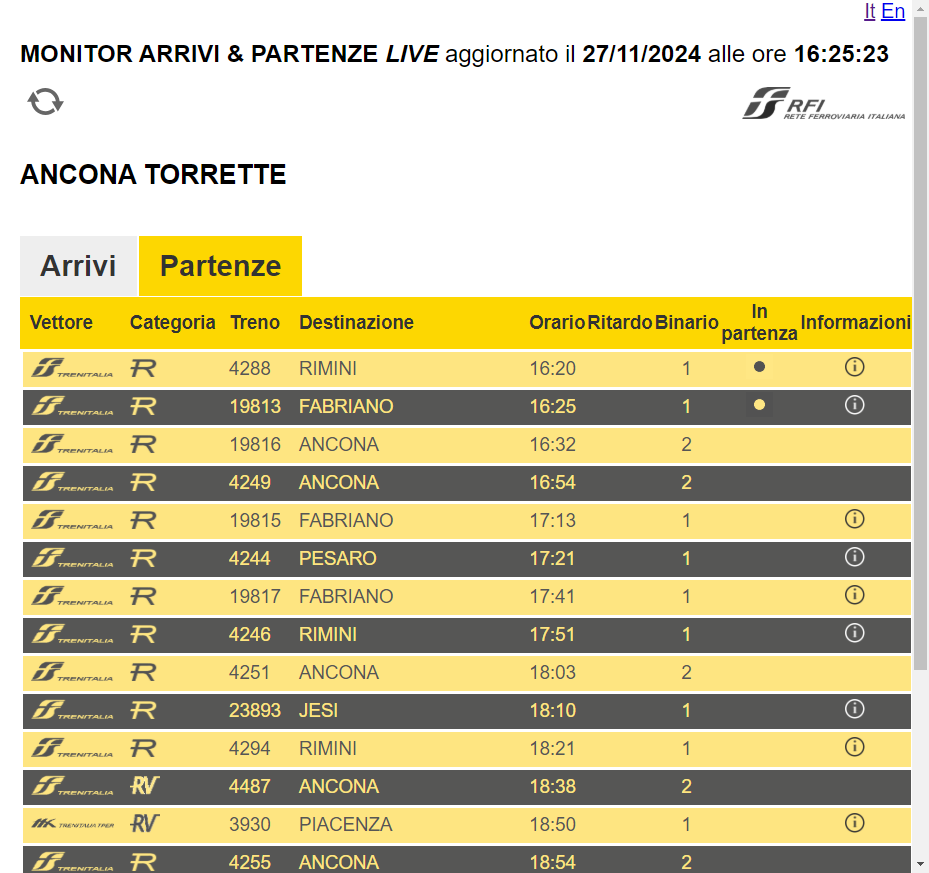 It En
MONITOR ARRIVI & PARTENZE LIVE aggiornato il 27/11/2024 alle ore 16:25:23
RFI
RETE FERROVIARIA ITALIANA
ANCONA TORRETTE
Arrivi Partenze
Vettore Categoria Treno Destinazione Orario Ritardo Binario In partenza Informazioni
TRENITALIA R 4288 RIMINI 16:20 1
TRENITALIA R 19813 FABRIANO 16:25 1
TRENITALIA R 19816 ANCONA 16:32 2
TRENITALIA R 4249 ANCONA 16:54 2
TRENITALIA R 19815 FABRIANO 17:13 1
TRENITALIA R 4244 PESARO 17:21 1
TRENITALIA R 19817 FABRIANO 17:41 1
TRENITALIA R 4246 RIMINI 17:51 1
TRENITALIA R 4251 ANCONA 18:03 2
TRENITALIA R 23893 JESI 18:10 1
TRENITALIA R 4294 RIMINI 18:21 1
TRENITALIA RV 4487 ANCONA 18:38 2
TRENITALIA TPER RV 3930 PIACENZA 18:50 1
TRENITALIA R 4255 ANCONA 18:54 2